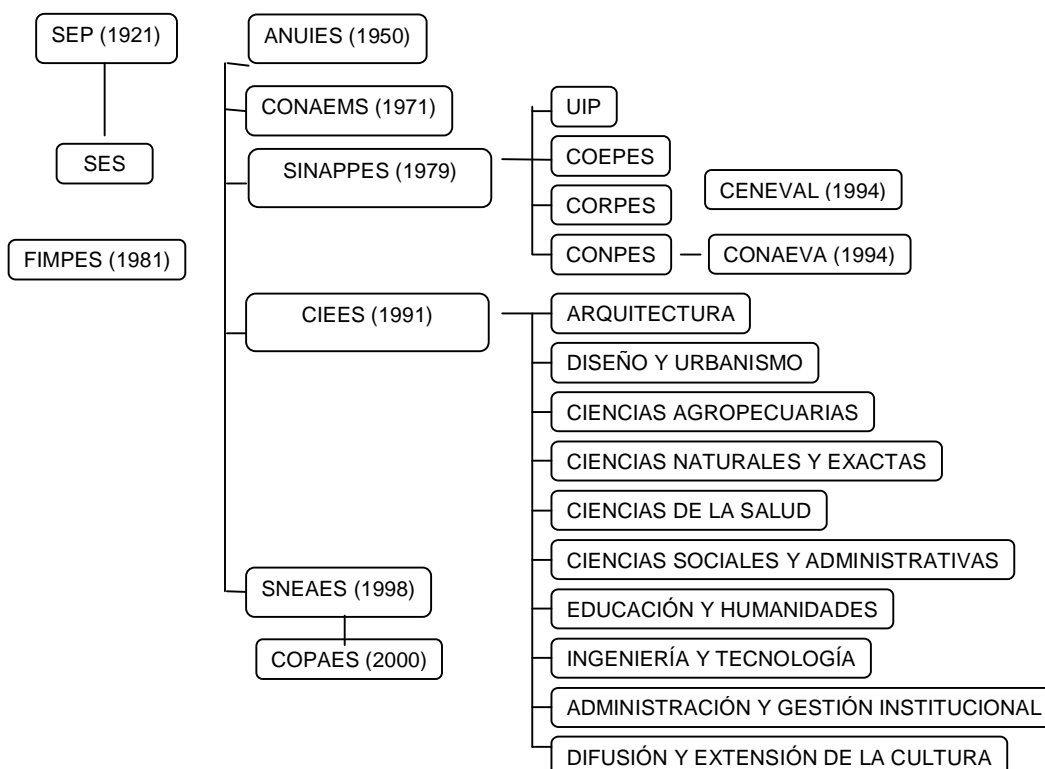 SEP (1921)
ANUIES (1950)
CONAEMS (1971)
UIP
SES
SINAPPES (1979)
COEPES
CENEVAL (1994)
CORPES
FIMPES (1981)
CONPES
CONAEVA (1994)
CIEES (1991)
ARQUITECTURA
DISEÑO Y URBANISMO
CIENCIAS AGROPECUARIAS
CIENCIAS NATURALES Y EXACTAS
CIENCIAS DE LA SALUD
CIENCIAS SOCIALES Y ADMINISTRATIVAS
SNEAES (1998)
EDUCACIÓN Y HUMANIDADES
COPAES (2000)
INGENIERÍA Y TECNOLOGÍA
ADMINISTRACIÓN Y GESTIÓN INSTITUCIONAL
DIFUSIÓN Y EXTENSIÓN DE LA CULTURA